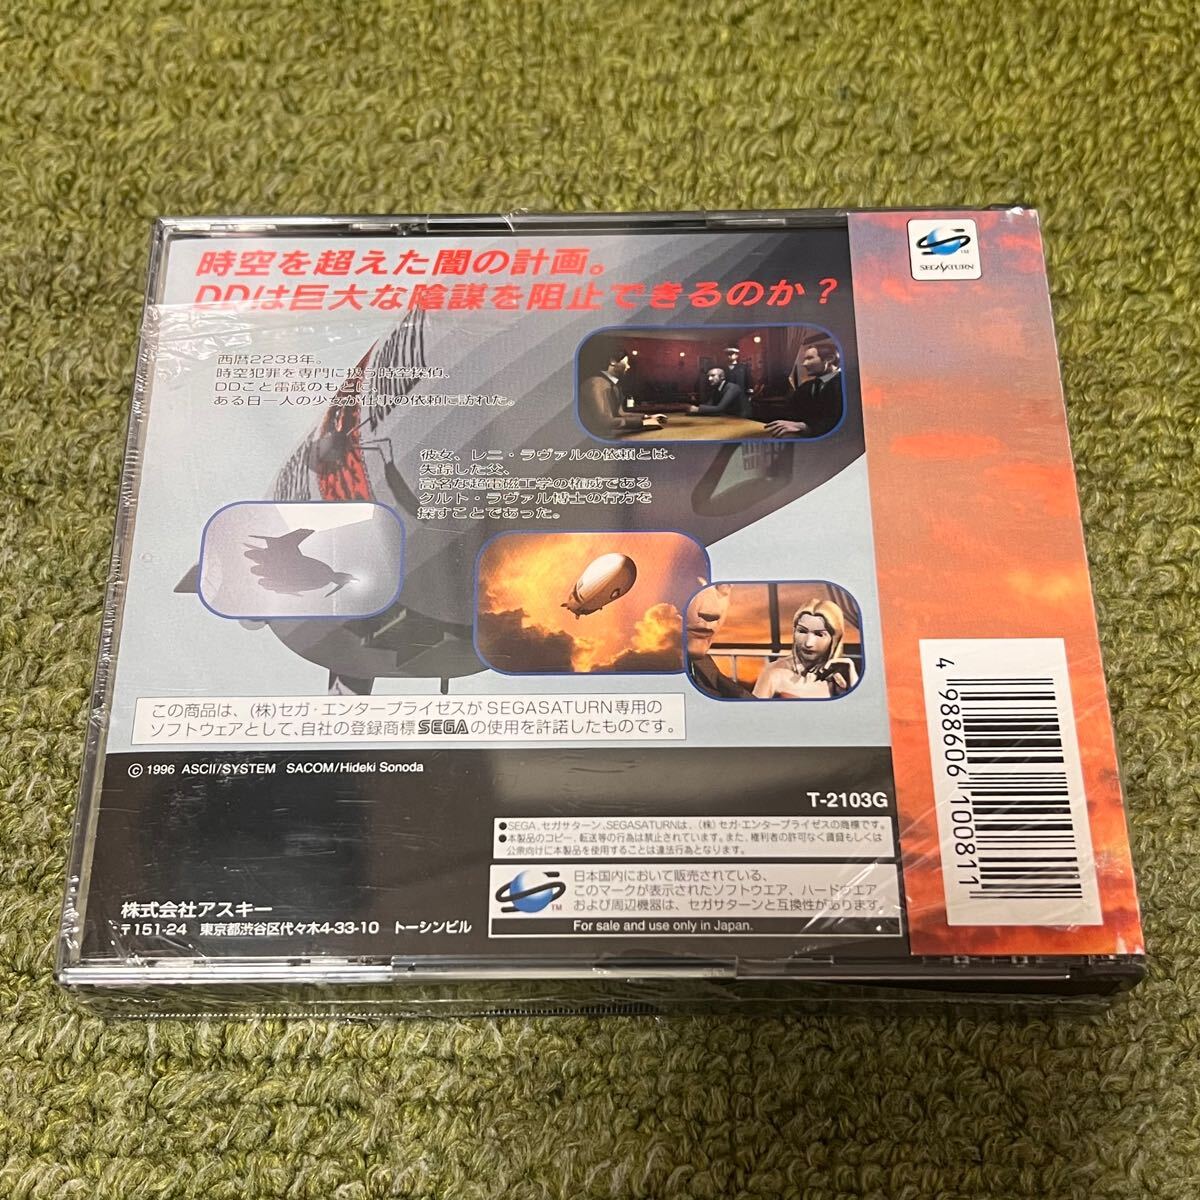 時空を超えた闇の計画。
DDは巨大な陰謀を阻止できるのか？
SEGASATURN
TM
西暦2238年。
時空犯罪を専門に扱う時空探偵、
DDこと雷蔵のもとに、
ある日一人の少女が仕事の依頼に訪れた。
彼女、レニ・ラヴァルの依頼とは、
失踪した父、
高名な超電磁工学の権威である
クルト・ラヴァル博士の行方を
探すことであった。
この商品は、(株)セガ・エンタープライゼスがSEGASATURN専用の
ソフトウェアとして、自社の登録商標SEGAの使用を許諾したものです。
© 1996 ASCII/SYSTEM SACOM/Hideki Sonoda
T-2103G
●SEGA、セガサターン、SEGASATURNは、(株)セガ・エンタープライゼスの商標です。
●本製品のコピー、転送等の行為は禁止されています。また、権利者の許可なく賃貸もしくは
公衆向けに本製品を使用することは違法行為となります。
日本国内において販売されている、
このマークが表示されたソフトウエア、ハードウエア
および周辺機器は、セガサターンと互換性があります。
TM
For sale and use only in Japan.
株式会社アスキー
〒151-24 東京都渋谷区代々木4-33-10 トーシンビル
4 988606 100811